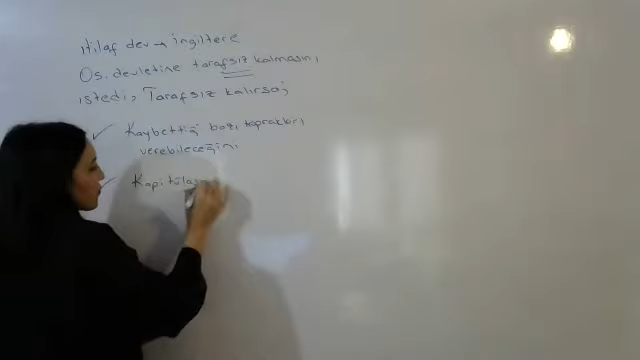 itilaf dev → ingiltere
Os. devletine tarafsız kalmasını
istedi, Tarafsız kalırsa;
✓ Kaybettiği bazı toprakları
verebileceğini
✓ Kapitülas